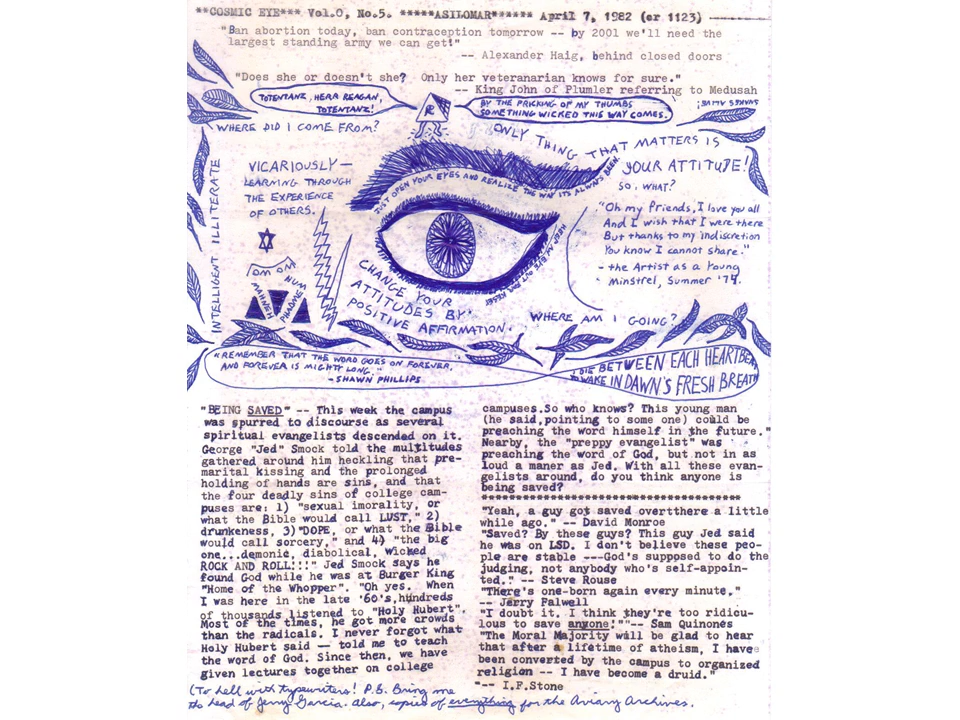 **COSMIC EYE*** Vol.0, No.5. *****ASILOMAR****** April 7, 1982 (or 1123)
"Ban abortion today, ban contraception tomorrow -- by 2001 we'll need the
largest standing army we can get!"
-- Alexander Haig, behind closed doors
"Does she or doesn't she? Only her veteranarian knows for sure."
-- King John of Plumler referring to Medusah
TOTENTANZ, HERR REAGAN,
TOTENTANZ!
R
BY THE PRICKING OF MY THUMBS
SOMETHING WICKED THIS WAY COMES.
SNAKES ALIVE!
WHERE DID I COME FROM?
ONLY THING THAT MATTERS IS
YOUR ATTITUDE!
SO, WHAT?
INTELLIGENT ILLITERATE
VICARIOUSLY —
LEARNING THROUGH
THE EXPERIENCE
OF OTHERS.
JUST OPEN YOUR EYES AND REALIZE THE WAY ITS ALWAYS BEEN.
"Oh my friends, I love you all
And I wish that I were there
But thanks to my indiscretion
You know I cannot share."
- the Artist as a Young
Minstrel, Summer '74.
OM OM
MAHNEH
PHADME
HUM
CHANGE YOUR
ATTITUDES BY
POSITIVE AFFIRMATION.
WHERE AM I GOING?
"REMEMBER THAT THE WORD GOES ON FOREVER,
AND FOREVER IS MIGHTY LONG."
-SHAWN PHILLIPS
I DIE BETWEEN EACH HEARTBEAT
TO WAKE IN DAWN'S FRESH BREATH
"BEING SAVED" -- This week the campus
was spurred to discourse as several
spiritual evangelists descended on it.
George "Jed" Smock told the multitudes
gathered around him heckling that pre-
marital kissing and the prolonged
holding of hands are sins, and that
the four deadly sins of college cam-
puses are: 1) "sexual imorality, or
what the Bible would call LUST," 2)
drunkeness, 3)"DOPE, or what the Bible
would call sorcery," and 4) "the big
one...demonic, diabolical, wicked
ROCK AND ROLL!!!" Jed Smock says he
found God while he was at Burger King
"Home of the Whopper". "Oh yes. When
I was here in the late '60's,hundreds
of thousands listened to "Holy Hubert".
Most of the times, he got more crowds
than the radicals. I never forgot what
Holy Hubert said — told me to teach
the word of God. Since then, we have
given lectures together on college
campuses.So who knows? This young man
(he said,pointing to some one) could be
preaching the word himself in the future."
Nearby, the "preppy evangelist" was
preaching the word of God, but not in as
loud a maner as Jed. With all these evan-
gelists around, do you think anyone is
being saved?
**************************************
"Yeah, a guy got saved overtthere a little
while ago." -- David Monroe
"Saved? By these guys? This guy Jed said
he was on LSD. I don't believe these peo-
ple are stable ---God's suppposed to do the
judging, not anybody who's self-appoin-
ted." -- Steve Rouse
"There's one-born again every minute."
-- Jerry Falwell
"I doubt it. I think they're too ridicu-
lous to save anyone!""-- Sam Quinones
"The Moral Majority will be glad to hear
that after a lifetime of atheism, I have
been converted by the campus to organized
religion -- I have become a druid."
"-- I.F.Stone
(To hell with typewriters! P.B. Bring me
the head of Jerry Garcia. Also, copies of everything for the Aviary Archives.